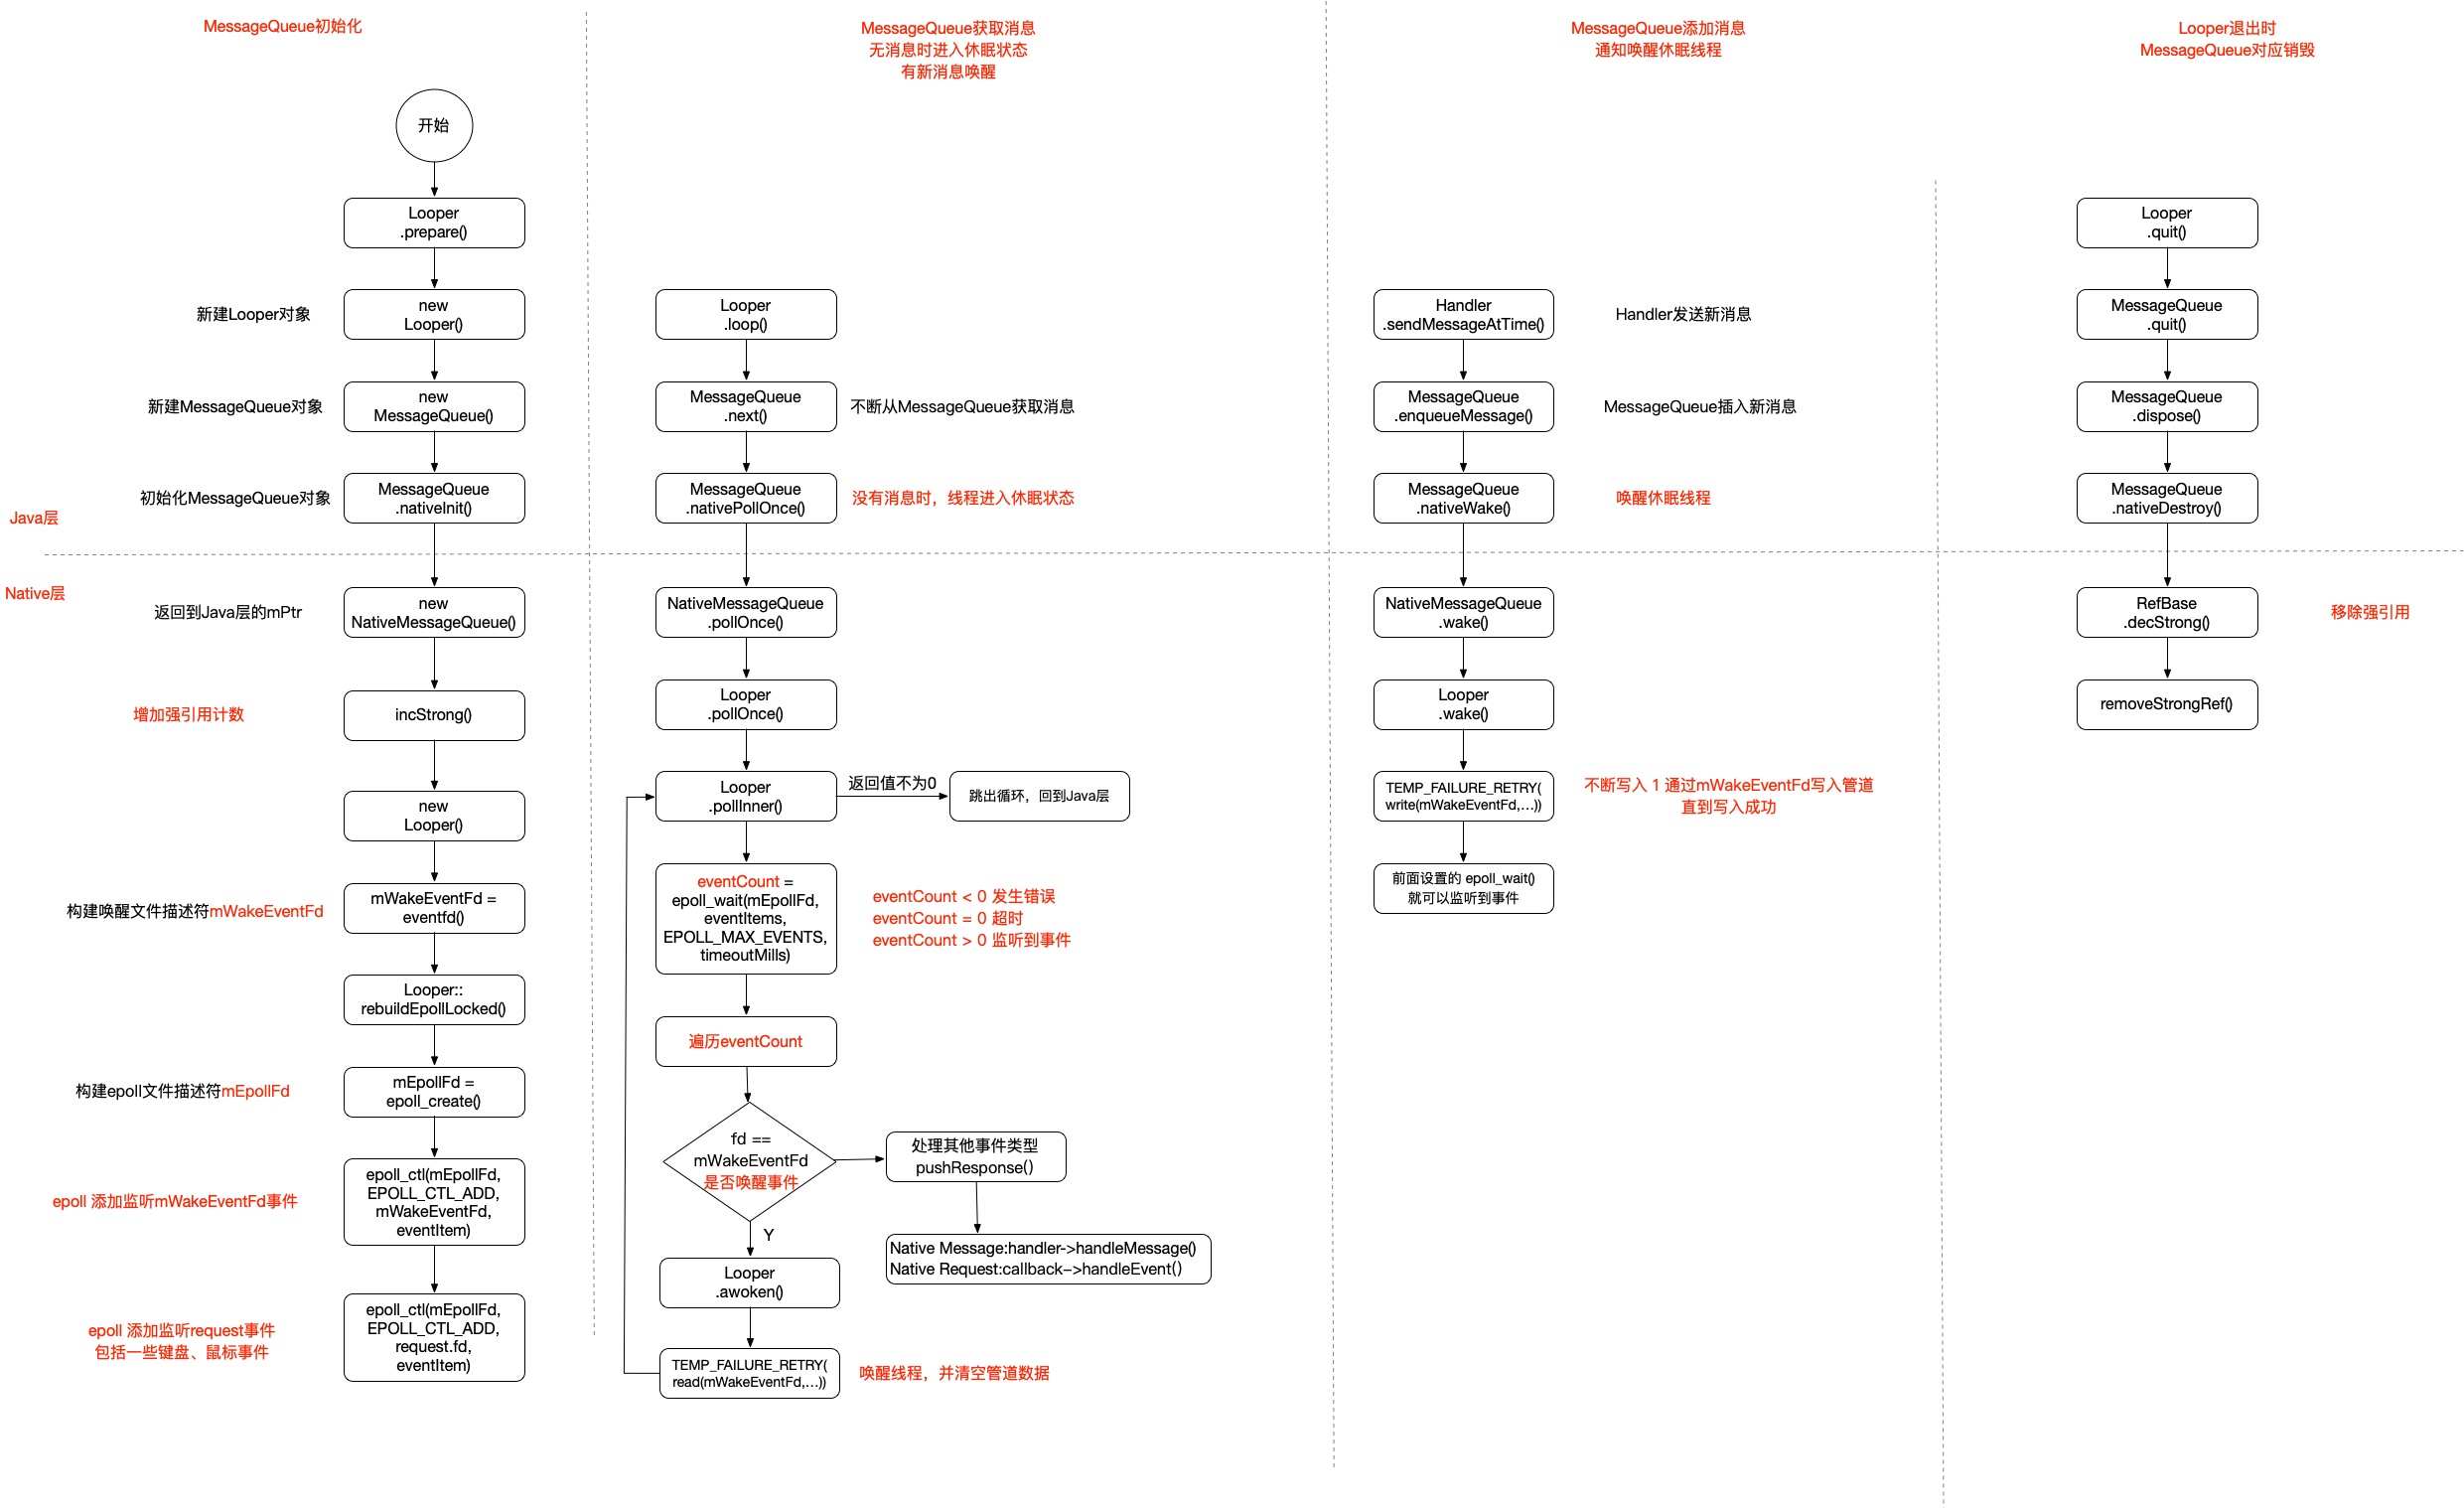 MessageQueue初始化
开始
Looper
.prepare()
新建Looper对象
new
Looper()
新建MessageQueue对象
new
MessageQueue()
初始化MessageQueue对象
MessageQueue
.nativeInit()
Java层
Native层
返回到Java层的mPtr
new
NativeMessageQueue()
增加强引用计数
incStrong()
new
Looper()
构建唤醒文件描述符mWakeEventFd
mWakeEventFd =
eventfd()
Looper::
rebuildEpollLocked()
构建epoll文件描述符mEpollFd
mEpollFd =
epoll_create()
epoll 添加监听mWakeEventFd事件
epoll_ctl(mEpollFd,
EPOLL_CTL_ADD,
mWakeEventFd,
eventItem)
epoll 添加监听request事件
包括一些键盘、鼠标事件
epoll_ctl(mEpollFd,
EPOLL_CTL_ADD,
request.fd,
eventItem)
MessageQueue获取消息
无消息时进入休眠状态
有新消息唤醒
Looper
.loop()
MessageQueue
.next()
不断从MessageQueue获取消息
MessageQueue
.nativePollOnce()
没有消息时，线程进入休眠状态
NativeMessageQueue
.pollOnce()
Looper
.pollOnce()
Looper
.pollInner()
返回值不为0
跳出循环，回到Java层
eventCount =
epoll_wait(mEpollFd,
eventItems,
EPOLL_MAX_EVENTS,
timeoutMills)
eventCount < 0 发生错误
eventCount = 0 超时
eventCount > 0 监听到事件
遍历eventCount
fd ==
mWakeEventFd
是否唤醒事件
处理其他事件类型
pushResponse()
Native Message:handler->handleMessage()
Native Request:callback->handleEvent()
Y
Looper
.awoken()
TEMP_FAILURE_RETRY(
read(mWakeEventFd,...))
唤醒线程，并清空管道数据
MessageQueue添加消息
通知唤醒休眠线程
Handler
.sendMessageAtTime()
Handler发送新消息
MessageQueue
.enqueueMessage()
MessageQueue插入新消息
MessageQueue
.nativeWake()
唤醒休眠线程
NativeMessageQueue
.wake()
Looper
.wake()
TEMP_FAILURE_RETRY(
write(mWakeEventFd,...))
不断写入 1 通过mWakeEventFd写入管道
直到写入成功
前面设置的 epoll_wait()
就可以监听到事件
Looper退出时
MessageQueue对应销毁
Looper
.quit()
MessageQueue
.quit()
MessageQueue
.dispose()
MessageQueue
.nativeDestroy()
RefBase
.decStrong()
移除强引用
removeStrongRef()